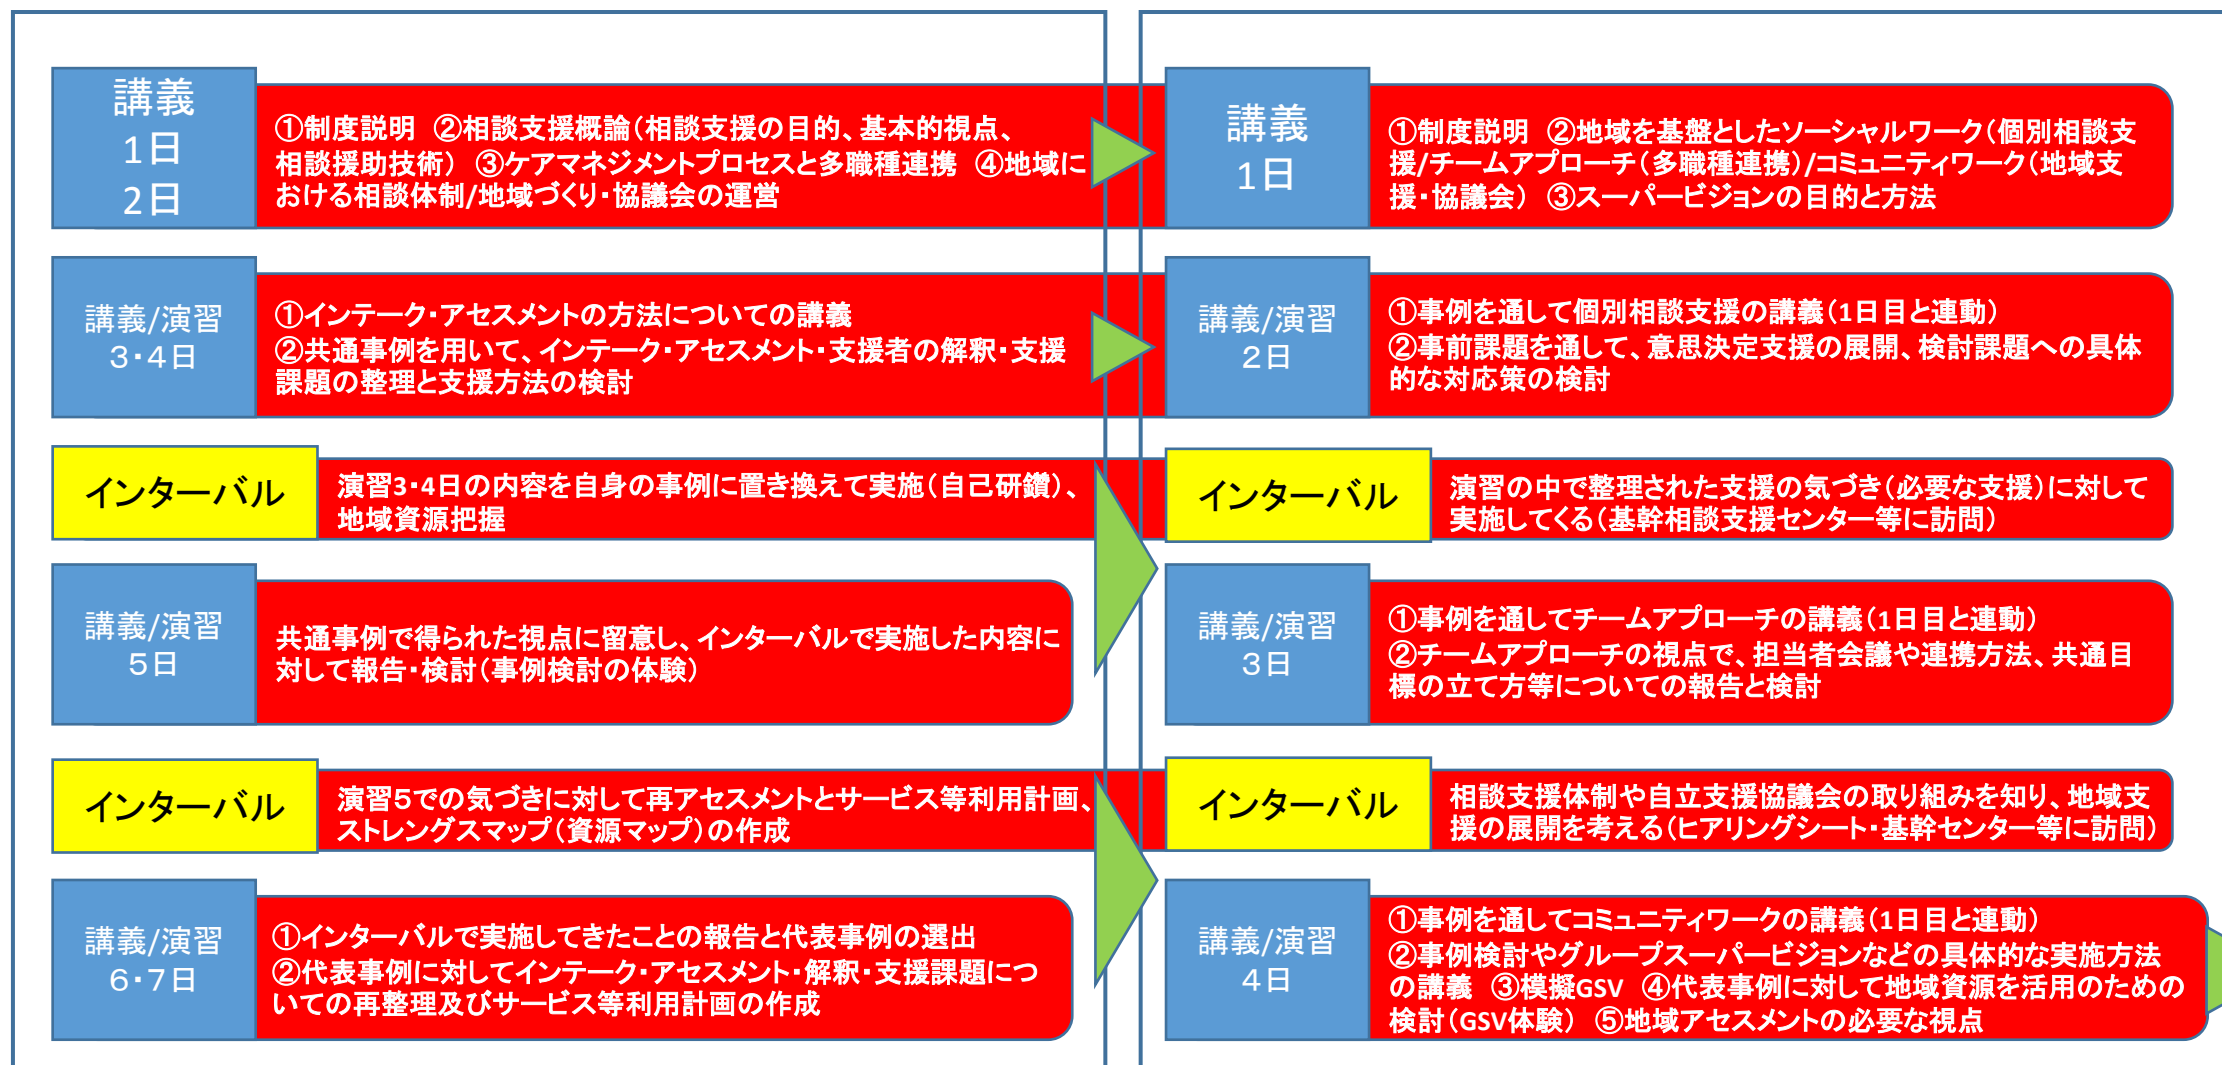 講義
1日
2日
①制度説明　②相談支援概論（相談支援の目的、基本的視点、
相談援助技術）　③ケアマネジメントプロセスと多職種連携　④地域に
おける相談体制/地域づくり・協議会の運営
講義/演習
３・４日
①インテーク・アセスメントの方法についての講義
②共通事例を用いて、インテーク・アセスメント・支援者の解釈・支援
課題の整理と支援方法の検討
インターバル
演習3・4日の内容を自身の事例に置き換えて実施（自己研鑽）、
地域資源把握
講義/演習
５日
共通事例で得られた視点に留意し、インターバルで実施した内容に
対して報告・検討（事例検討の体験）
インターバル
演習５での気づきに対して再アセスメントとサービス等利用計画、
ストレングスマップ（資源マップ）の作成
講義/演習
６・７日
①インターバルで実施してきたことの報告と代表事例の選出
②代表事例に対してインテーク・アセスメント・解釈・支援課題につ
いての再整理及びサービス等利用計画の作成
講義
1日
①制度説明　②地域を基盤としたソーシャルワーク（個別相談支
援/チームアプローチ（多職種連携）/コミュニティワーク（地域支
援・協議会）　③スーパービジョンの目的と方法
講義/演習
２日
①事例を通して個別相談支援の講義（1日目と連動）
②事前課題を通して、意思決定支援の展開、検討課題への具体
的な対応策の検討
インターバル
演習の中で整理された支援の気づき（必要な支援）に対して
実施してくる（基幹相談支援センター等に訪問）
講義/演習
３日
①事例を通してチームアプローチの講義（1日目と連動）
②チームアプローチの視点で、担当者会議や連携方法、共通目
標の立て方等についての報告と検討
インターバル
相談支援体制や自立支援協議会の取り組みを知り、地域支
援の展開を考える（ヒアリングシート・基幹センター等に訪問）
講義/演習
４日
①事例を通してコミュニティワークの講義（1日目と連動）
②事例検討やグループスーパービジョンなどの具体的な実施方法
の講義　③模擬GSV　④代表事例に対して地域資源を活用のための
検討（GSV体験）　⑤地域アセスメントの必要な視点